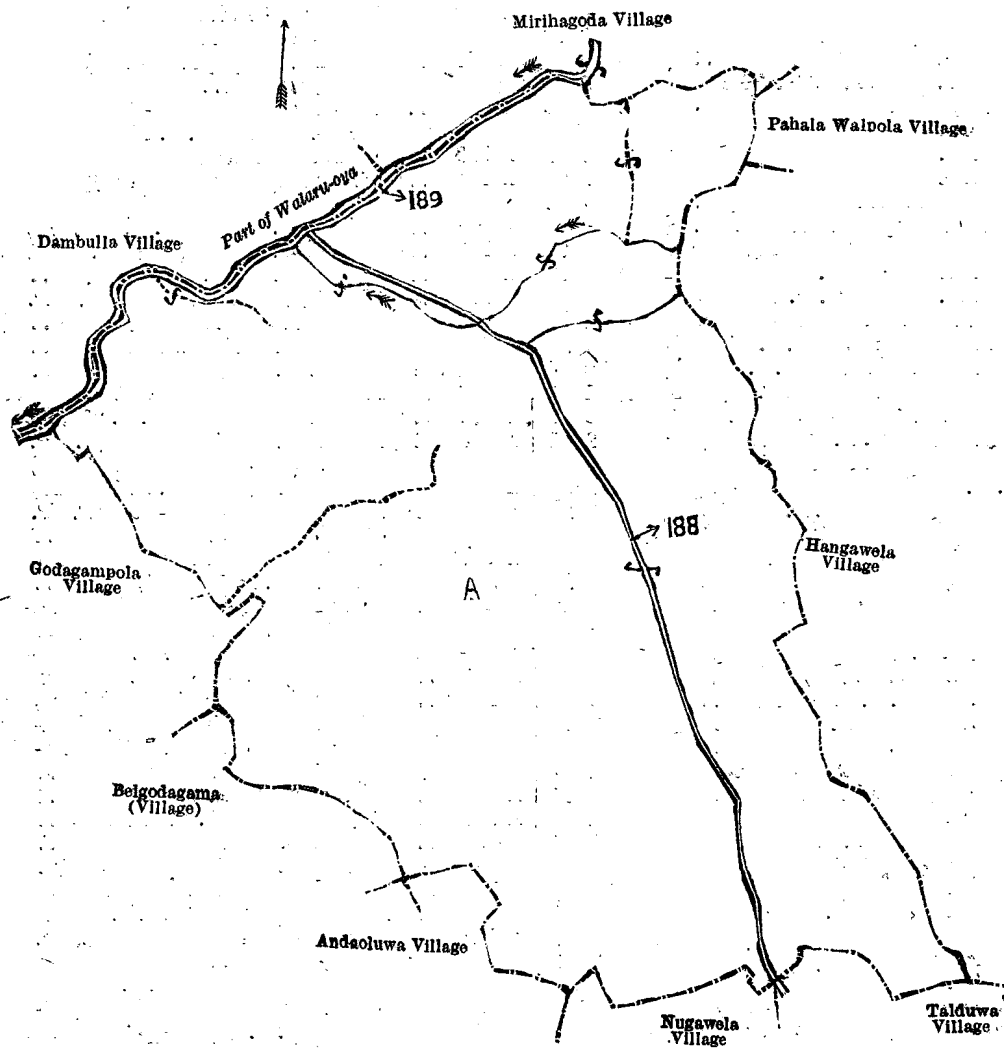 Mirihagoda Village
Pahala Walpola Village
Part of Walaru-oya
189
Dambulla Village
188
Hangawela
Village
Godagampola
Village
A
Belgodagama
(Village)
Andaoluwa Village
Nugawela
Village
Talduwa
Village